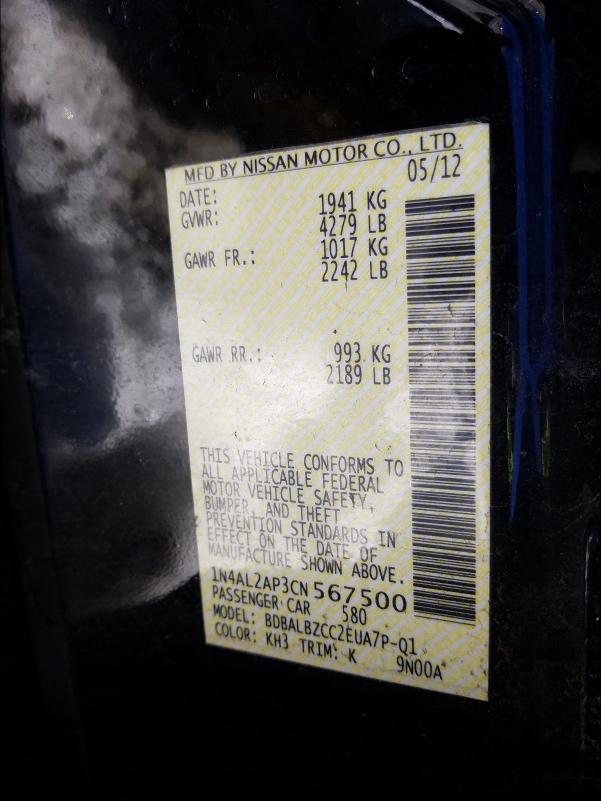 MFD BY NISSAN MOTOR CO., LTD.
DATE: 05/12
GVWR: 1941 KG
4279 LB
GAWR FR.: 1017 KG
2242 LB
GAWR RR.: 993 KG
2189 LB
THIS VEHICLE CONFORMS TO
ALL APPLICABLE FEDERAL
MOTOR VEHICLE SAFETY,
BUMPER, AND THEFT
PREVENTION STANDARDS IN
EFFECT ON THE DATE OF
MANUFACTURE SHOWN ABOVE.
1N4AL2AP3CN567500
PASSENGER CAR 580
MODEL: BDBALBZCC2EUA7P-Q1
COLOR: KH3 TRIM: K 9N00A